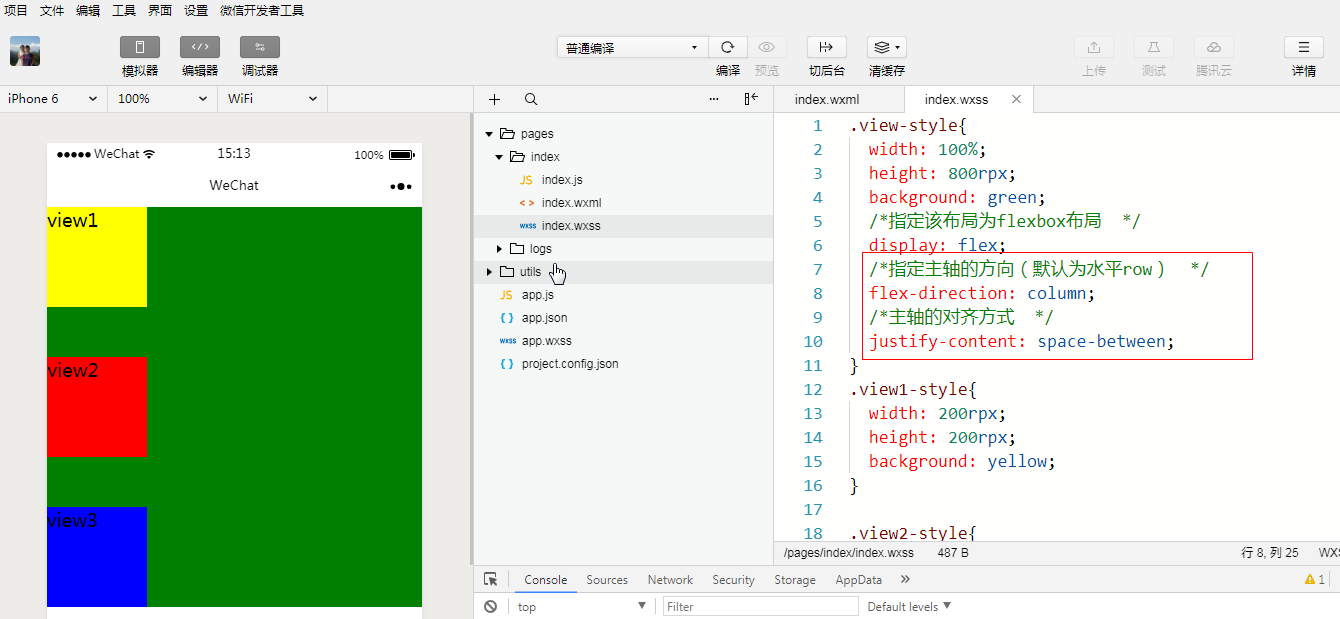 项目 文件 编辑 工具 界面 设置 微信开发者工具
普通编译
模拟器 编辑器 调试器 编译 预览 切后台 清缓存 上传 测试 腾讯云 详情
iPhone 6 100% WiFi
index.wxml index.wxss
WeChat 15:13 100%
WeChat
view1
view2
view3
pages
index
JS index.js
< > index.wxml
wxss index.wxss
logs
utils
JS app.js
{ } app.json
wxss app.wxss
{ } project.config.json
1 .view-style{
2 width: 100%;
3 height: 800rpx;
4 background: green;
5 /*指定该布局为flexbox布局 */
6 display: flex;
7 /*指定主轴的方向（默认为水平row） */
8 flex-direction: column;
9 /*主轴的对齐方式 */
10 justify-content: space-between;
11 }
12 .view1-style{
13 width: 200rpx;
14 height: 200rpx;
15 background: yellow;
16 }
17
18 .view2-style{
/pages/index/index.wxss 487 B 行 8, 列 25 WXS
Console Sources Network Security Storage AppData » 1
top Filter Default levels